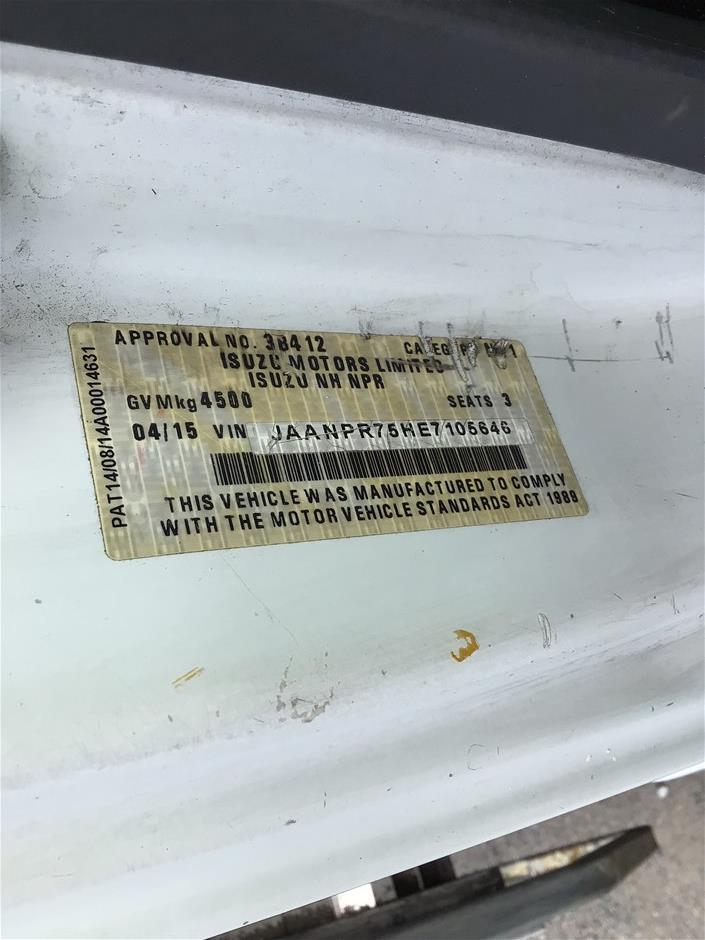 APPROVAL NO. 38412
ISUZU MOTORS LIMITED
ISUZU NH NPR
GVMkg 4500 SEATS 3
04/15 VIN JAANPR75HE7105646
THIS VEHICLE WAS MANUFACTURED TO COMPLY
WITH THE MOTOR VEHICLE STANDARDS ACT 1989
PAT14/08/14A00014631